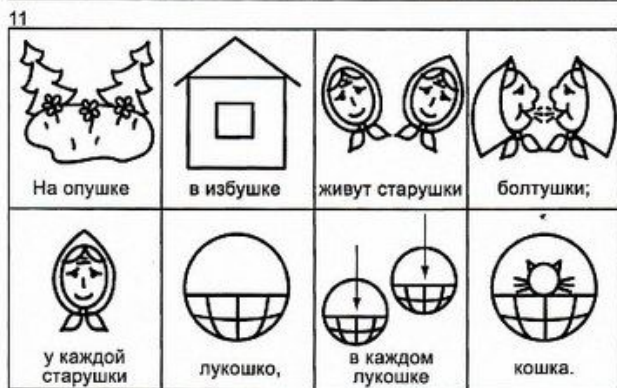 11
На опушке
в избушке
живут старушки
болтушки;
у каждой
старушки
лукошко,
в каждом
лукошке
кошка.